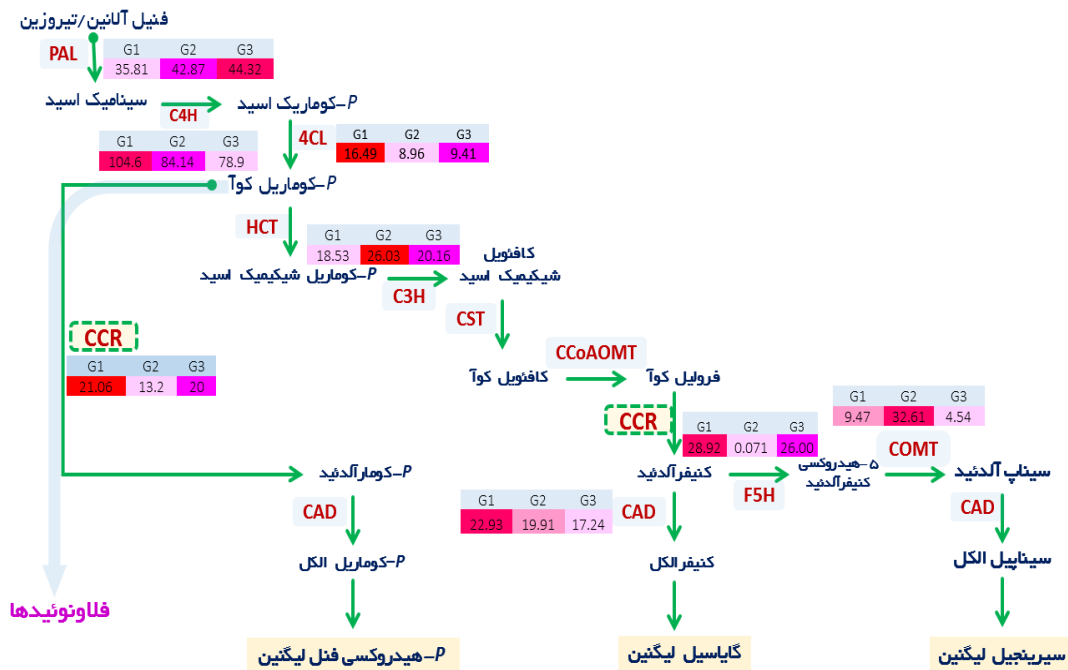 فنیل آلانین/تیروزین
PAL
G1 G2 G3
35.81 42.87 44.32
سینامیک اسید
C4H
P-کوماریک اسید
G1 G2 G3
104.6 84.14 78.9
4CL
G1 G2 G3
16.49 8.96 9.41
P-کوماریل کوآ
HCT
G1 G2 G3
18.53 26.03 20.16
P-کوماریل شیکیمیک اسید
C3H
کافئویل
شیکیمیک اسید
CST
CCR
G1 G2 G3
21.06 13.2 20
کافئویل کوآ
CCoAOMT
فرولیل کوآ
CCR
G1 G2 G3
28.92 0.071 26.00
G1 G2 G3
9.47 32.61 4.54
COMT
P-کومارآلدئید
کنیفرآلدئید
F5H
۵-هیدروکسی
کنیفرآلدئید
سیناپ آلدئید
CAD
G1 G2 G3
22.93 19.91 17.24
CAD
CAD
P-کوماریل الکل
کنیفرالکل
سیناپیل الکل
فلاونوئیدها
P-هیدروکسی فنل لیگنین
گایاسیل لیگنین
سیرینجیل لیگنین